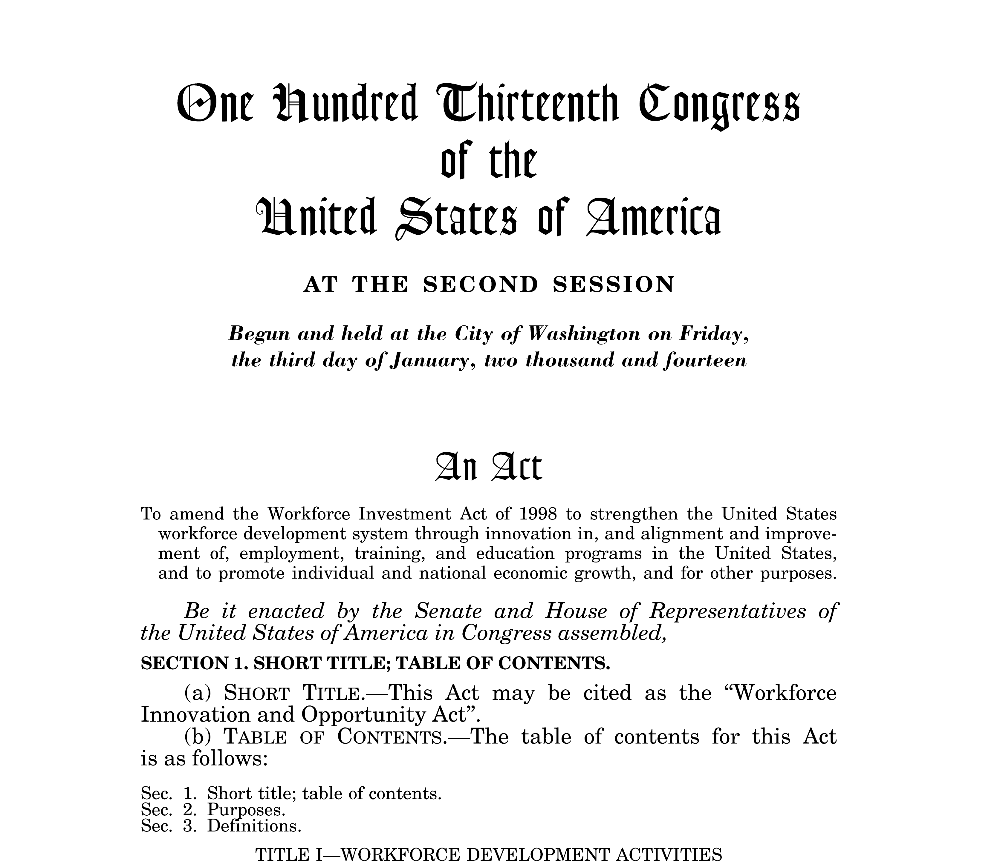 One Hundred Thirteenth Congress
of the
United States of America
AT THE SECOND SESSION
Begun and held at the City of Washington on Friday,
the third day of January, two thousand and fourteen
An Act
To amend the Workforce Investment Act of 1998 to strengthen the United States
workforce development system through innovation in, and alignment and improve-
ment of, employment, training, and education programs in the United States,
and to promote individual and national economic growth, and for other purposes.
Be it enacted by the Senate and House of Representatives of
the United States of America in Congress assembled,
SECTION 1. SHORT TITLE; TABLE OF CONTENTS.
(a) SHORT TITLE.—This Act may be cited as the “Workforce
Innovation and Opportunity Act”.
(b) TABLE OF CONTENTS.—The table of contents for this Act
is as follows:
Sec. 1. Short title; table of contents.
Sec. 2. Purposes.
Sec. 3. Definitions.
TITLE I—WORKFORCE DEVELOPMENT ACTIVITIES